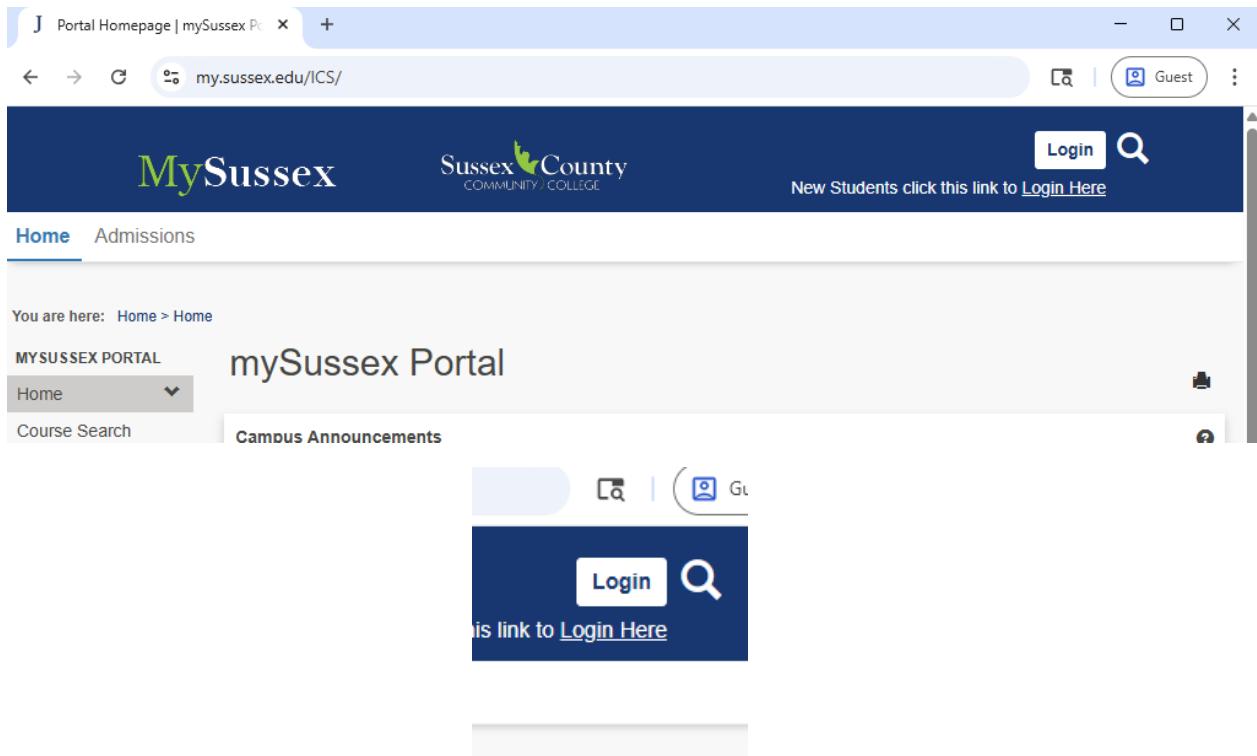 J Portal Homepage | mySussex Po
my.sussex.edu/ICS/
Guest
MySussex
Sussex County
COMMUNITY COLLEGE
Login
New Students click this link to Login Here
Home Admissions
You are here: Home > Home
MYSUSSEX PORTAL
mySussex Portal
Home
Course Search
Campus Announcements
Gu
Login
is link to Login Here